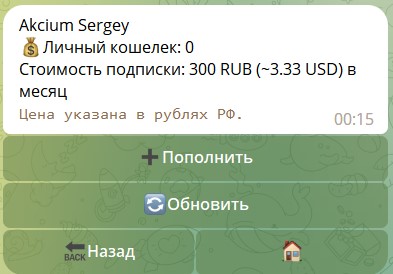 Akcium Sergey
💰Личный кошелек: 0
Стоимость подписки: 300 RUB (~3.33 USD) в
месяц
Цена указана в рублях РФ.
00:15
➕Пополнить
🔄Обновить
🔙Назад
🏠